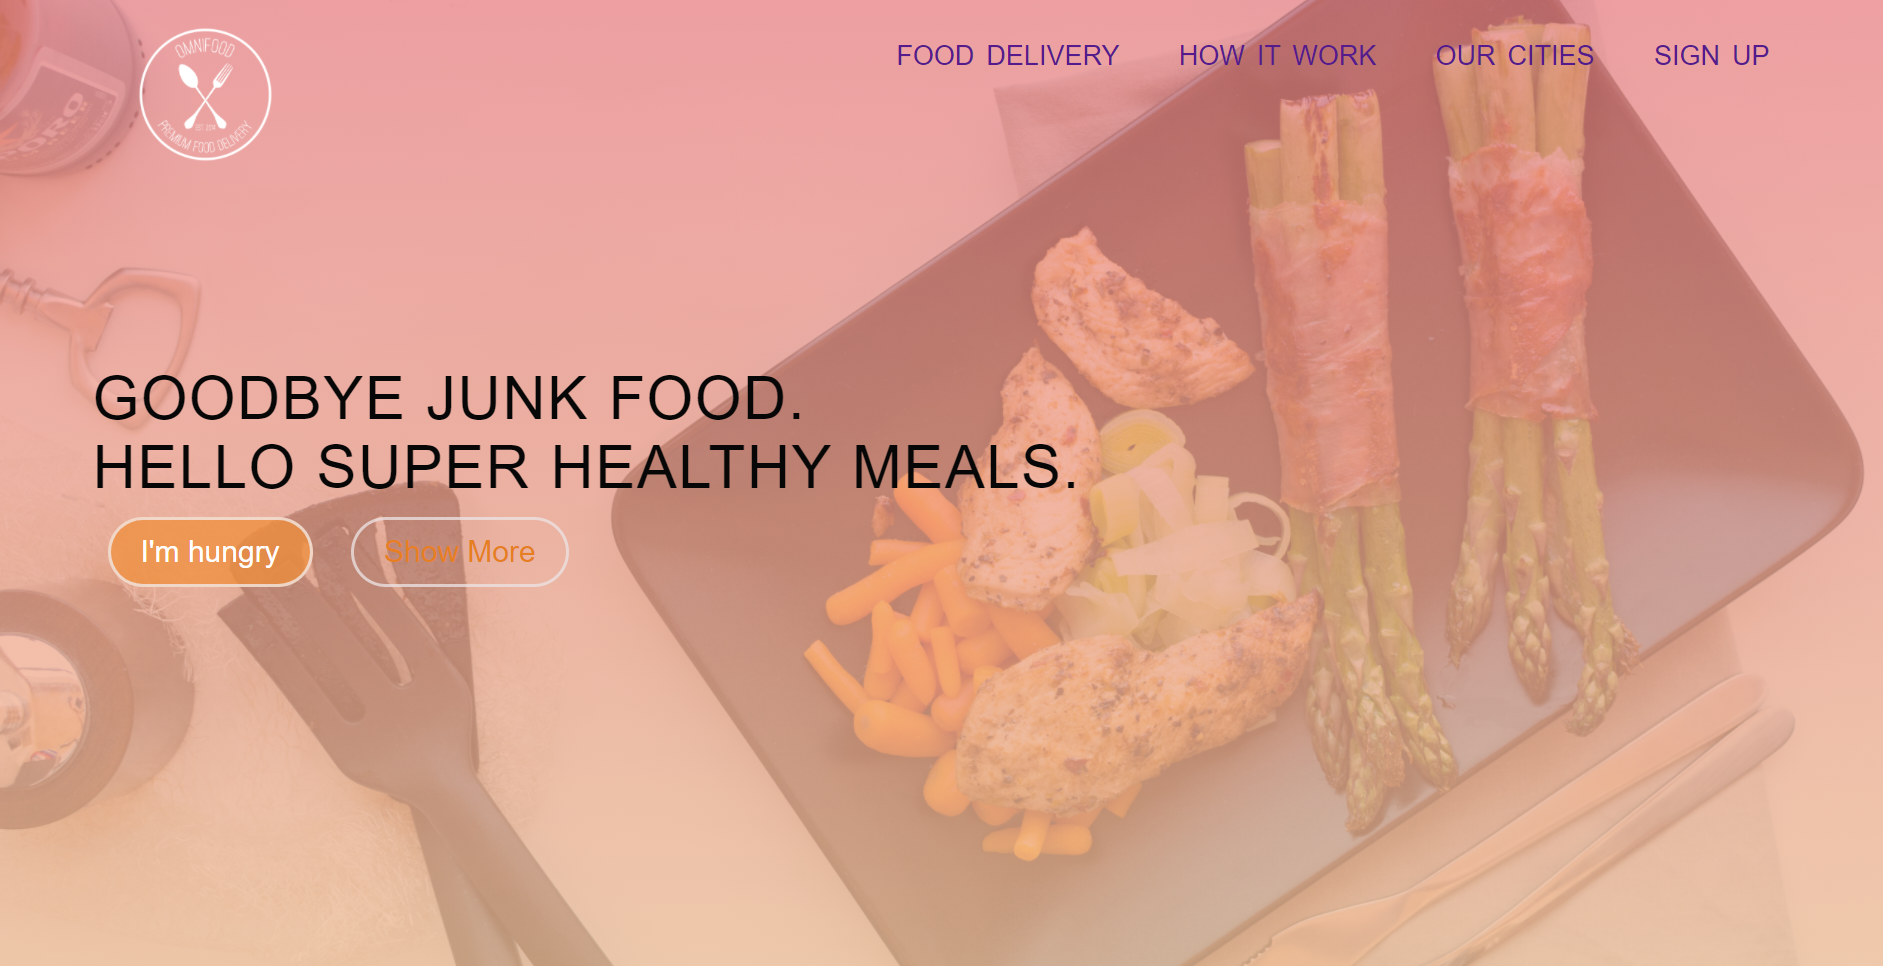 OMNIFOOD
PREMIUM FOOD DELIVERY
FOOD DELIVERY HOW IT WORK OUR CITIES SIGN UP
GOODBYE JUNK FOOD.
HELLO SUPER HEALTHY MEALS.
I'm hungry Show More